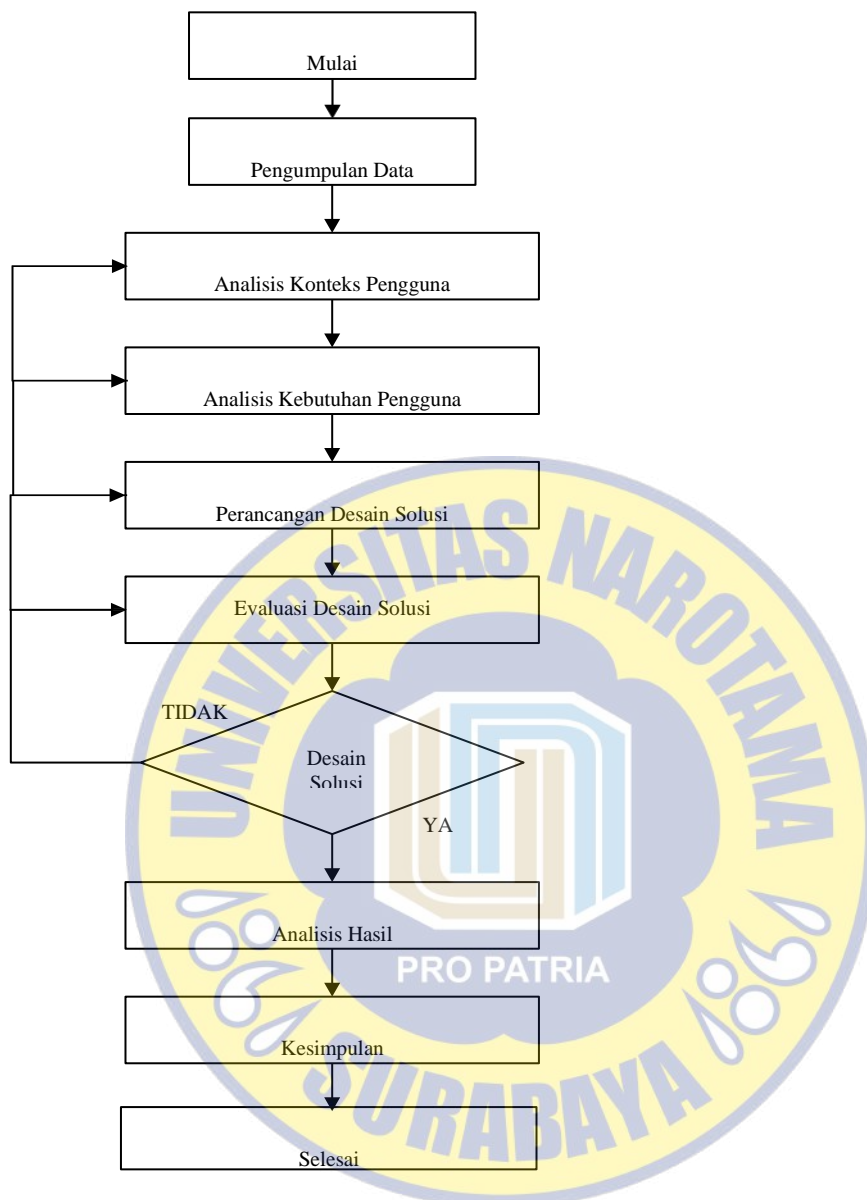 Mulai
Pengumpulan Data
Analisis Konteks Pengguna
Analisis Kebutuhan Pengguna
Perancangan Desain Solusi
Evaluasi Desain Solusi
TIDAK
Desain
Solusi
YA
Analisis Hasil
Kesimpulan
Selesai
UNIVERSITAS NAROTAMA
PRO PATRIA
SURABAYA